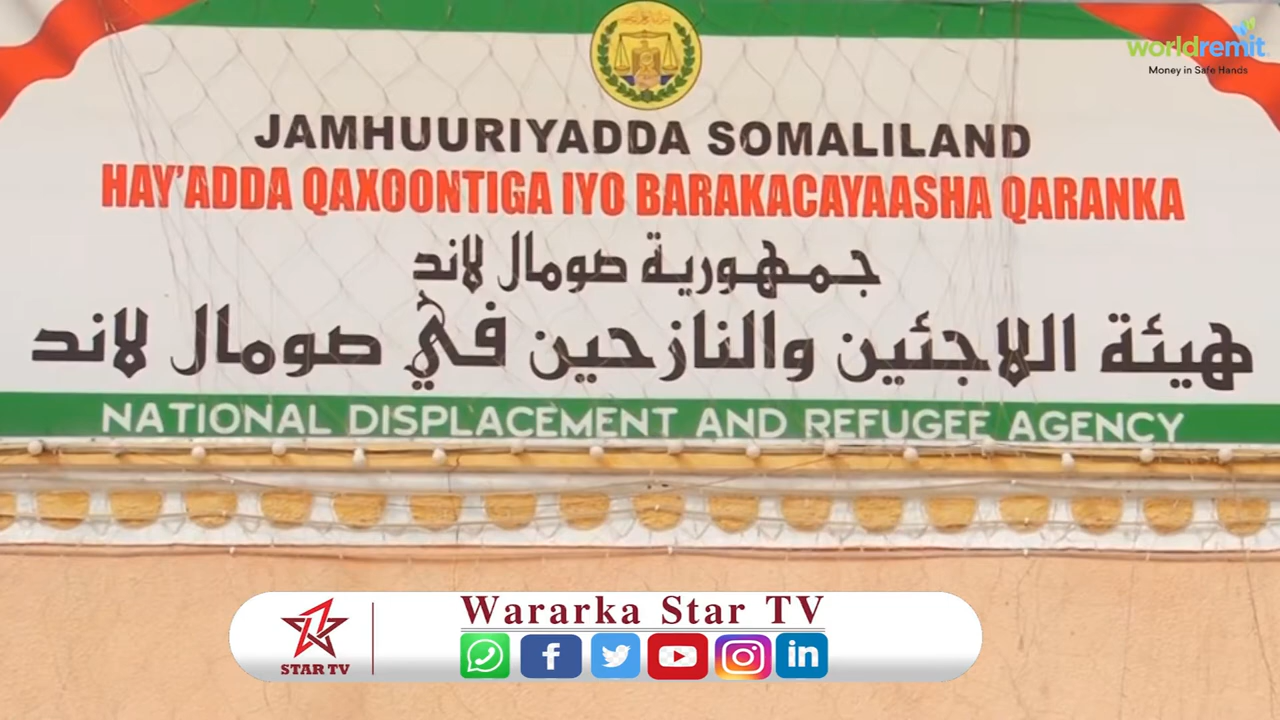 worldremit
Money in Safe Hands
JAMHUURIYADDA SOMALILAND
HAY'ADDA QAXOONTIGA IYO BARAKACAYAASHA QARANKA
جمهورية صومال لاند
هيئة اللاجئين والنازحين في صومال لاند
NATIONAL DISPLACEMENT AND REFUGEE AGENCY
Wararka Star TV
STAR TV